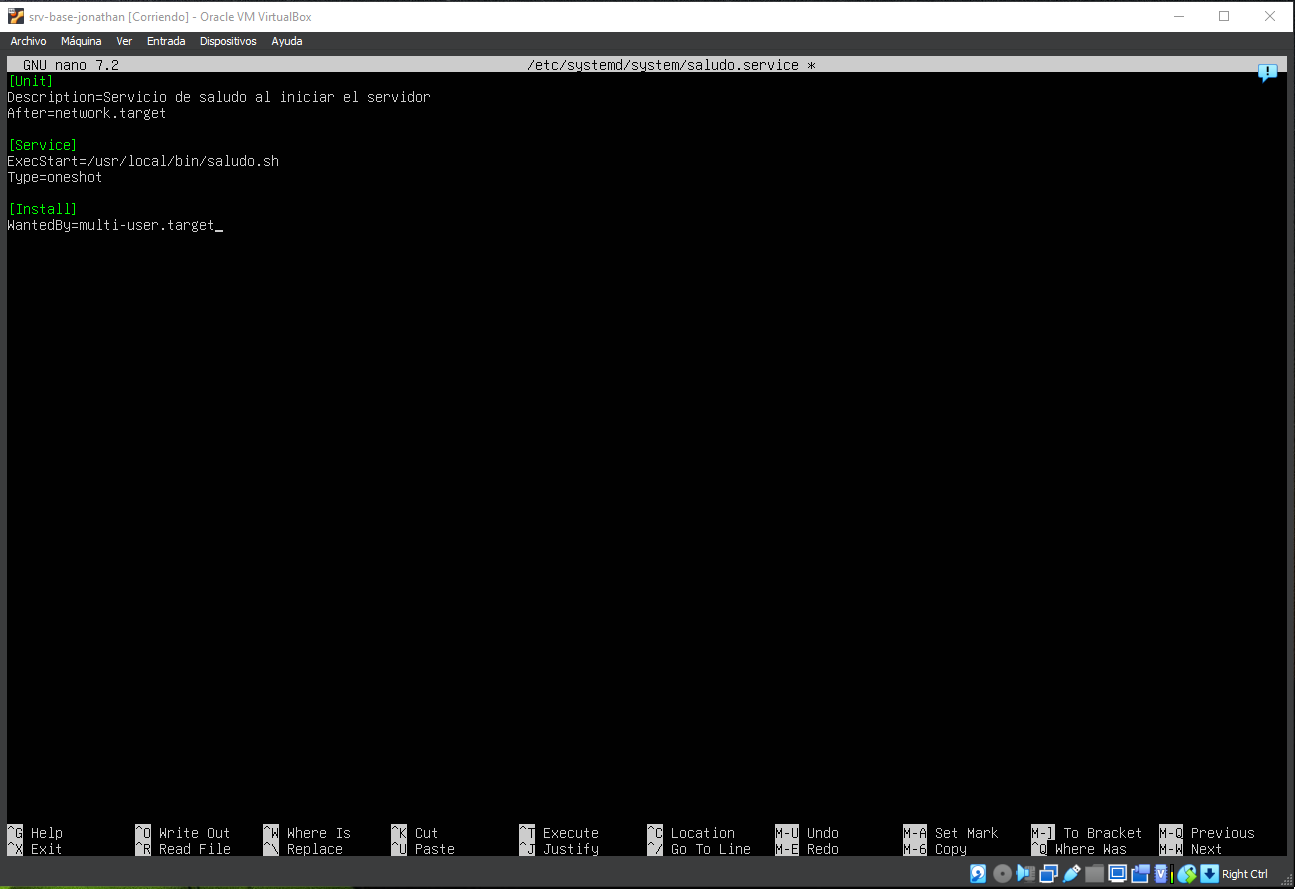 srv-base-jonathan [Corriendo] - Oracle VM VirtualBox
Archivo Máquina Ver Entrada Dispositivos Ayuda
GNU nano 7.2 /etc/systemd/system/saludo.service *
[Unit]
Description=Servicio de saludo al iniciar el servidor
After=network.target
[Service]
ExecStart=/usr/local/bin/saludo.sh
Type=oneshot
[Install]
WantedBy=multi-user.target_
^G Help ^O Write Out ^W Where Is ^K Cut ^T Execute ^C Location M-U Undo M-A Set Mark M-] To Bracket M-Q Previous
^X Exit ^R Read File ^\ Replace ^U Paste ^J Justify ^/ Go To Line M-E Redo M-6 Copy ^Q Where Was M-W Next
Right Ctrl